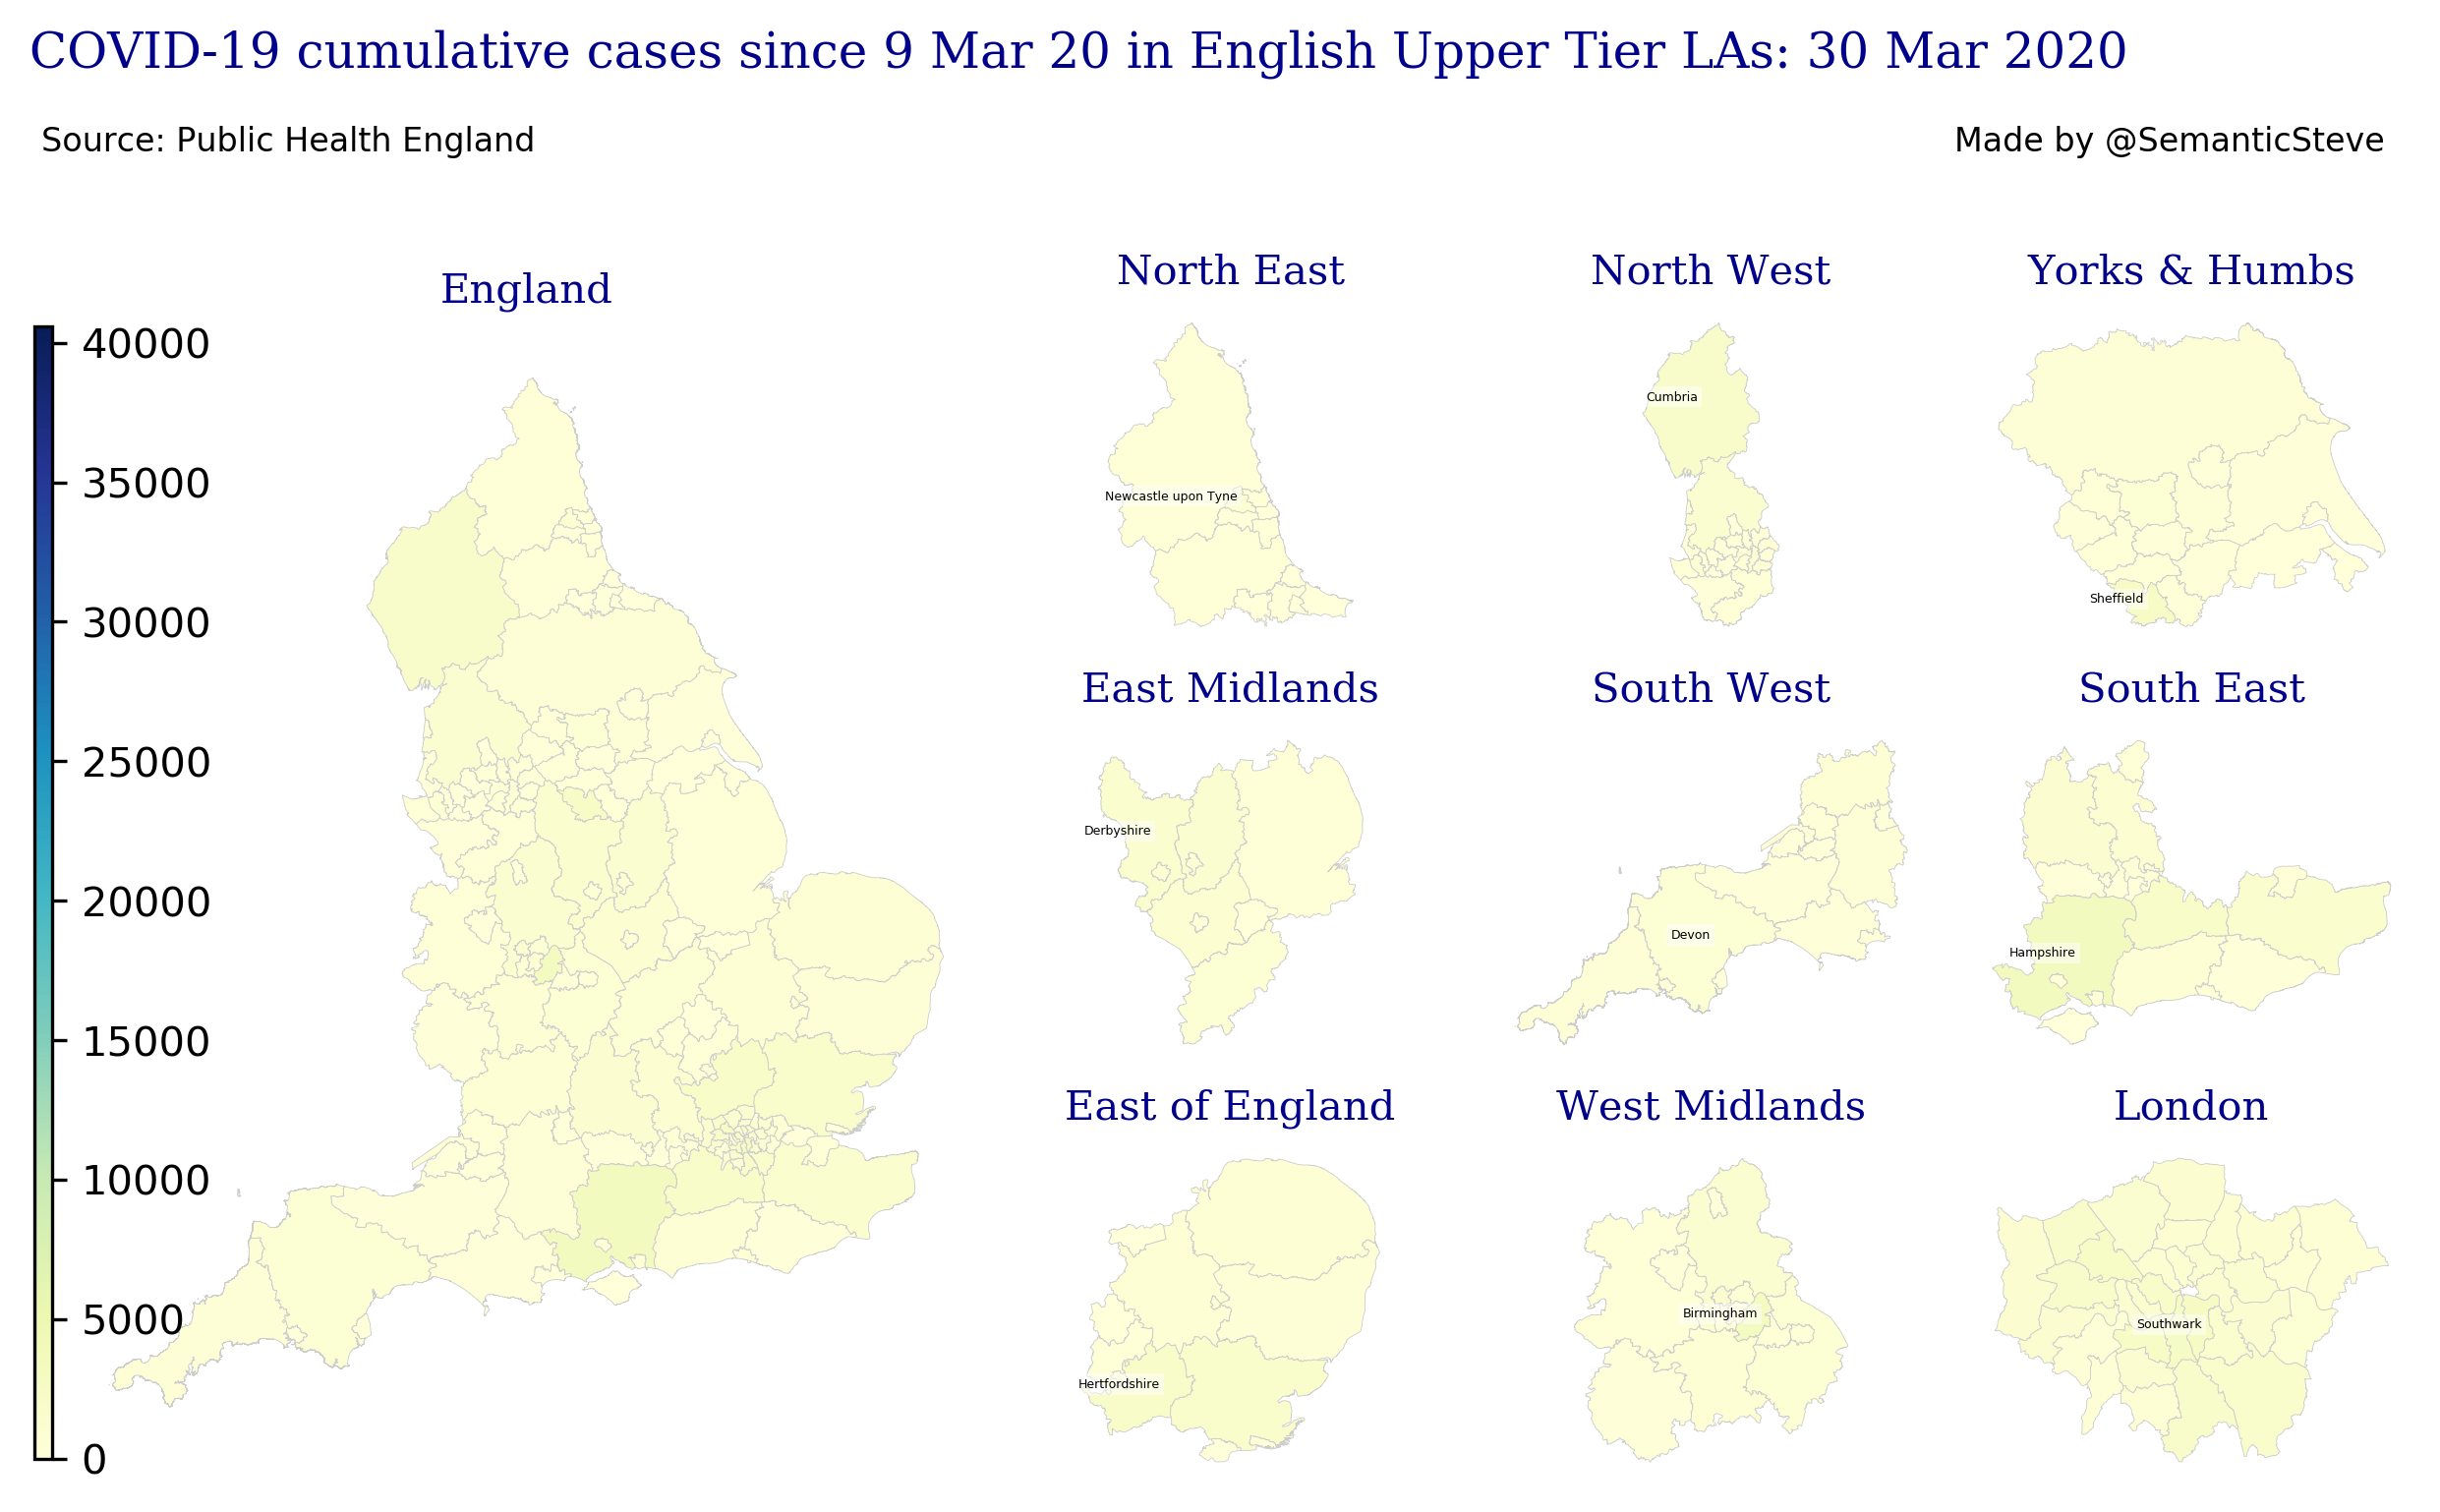 COVID-19 cumulative cases since 9 Mar 20 in English Upper Tier LAs: 30 Mar 2020
Source: Public Health England
Made by @SemanticSteve
England
40000
35000
30000
25000
20000
15000
10000
5000
0
North East
Newcastle upon Tyne
North West
Cumbria
Yorks & Humbs
Sheffield
East Midlands
Derbyshire
South West
Devon
South East
Hampshire
East of England
Hertfordshire
West Midlands
Birmingham
London
Southwark